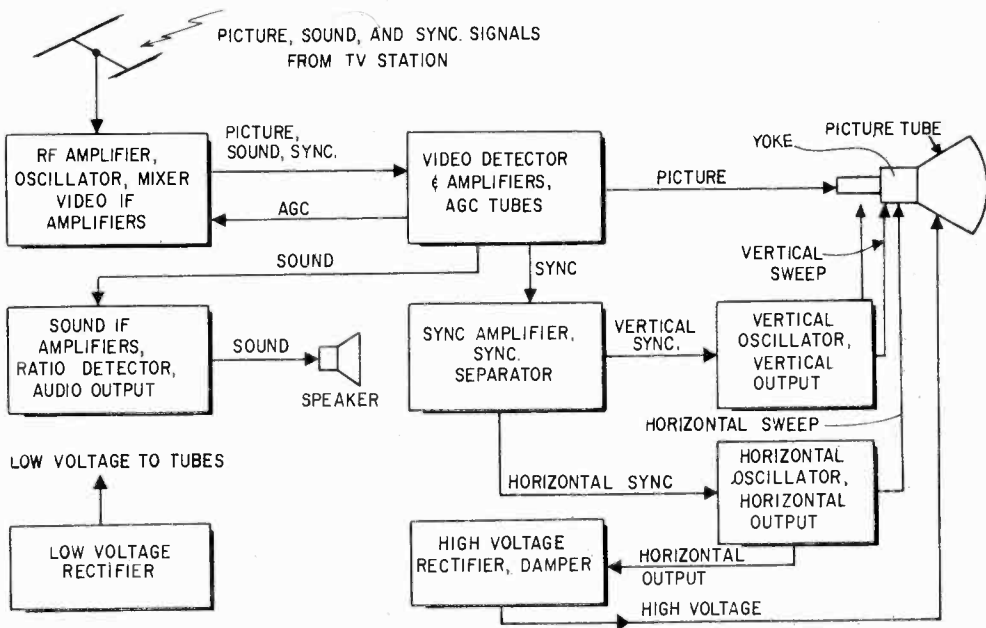 PICTURE, SOUND, AND SYNC. SIGNALS
FROM TV STATION
RF AMPLIFIER,
OSCILLATOR, MIXER
VIDEO IF
AMPLIFIERS
PICTURE,
SOUND, SYNC.
AGC
VIDEO DETECTOR
& AMPLIFIERS,
AGC TUBES
PICTURE
YOKE
PICTURE TUBE
VERTICAL
SWEEP
SOUND
SYNC
SOUND IF
AMPLIFIERS,
RATIO DETECTOR,
AUDIO OUTPUT
SOUND
SPEAKER
SYNC AMPLIFIER,
SYNC.
SEPARATOR
VERTICAL
SYNC.
VERTICAL
OSCILLATOR,
VERTICAL
OUTPUT
HORIZONTAL SWEEP
LOW VOLTAGE TO TUBES
HORIZONTAL SYNC
HORIZONTAL
OSCILLATOR,
HORIZONTAL
OUTPUT
LOW VOLTAGE
RECTIFIER
HIGH VOLTAGE
RECTIFIER, DAMPER
HORIZONTAL
OUTPUT
HIGH VOLTAGE